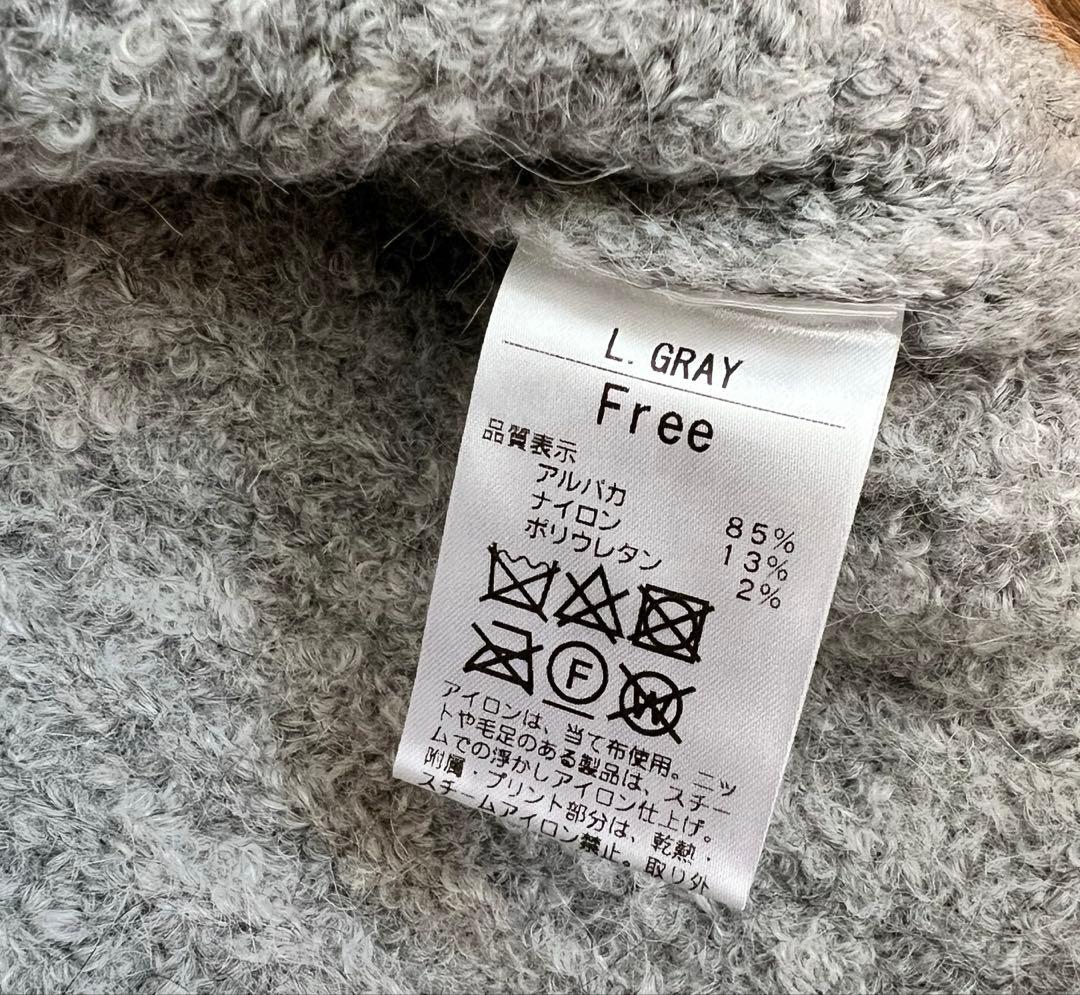 L. GRAY
Free
品質表示
アルパカ 85%
ナイロン 13%
ポリウレタン 2%
F
W
アイロンは、当て布使用。ニッ
トや毛足のある製品は、スチー
ムでの浮かしアイロン仕上げ。
附属・プリント部分は、乾熱・
スチームアイロン禁止。取り外